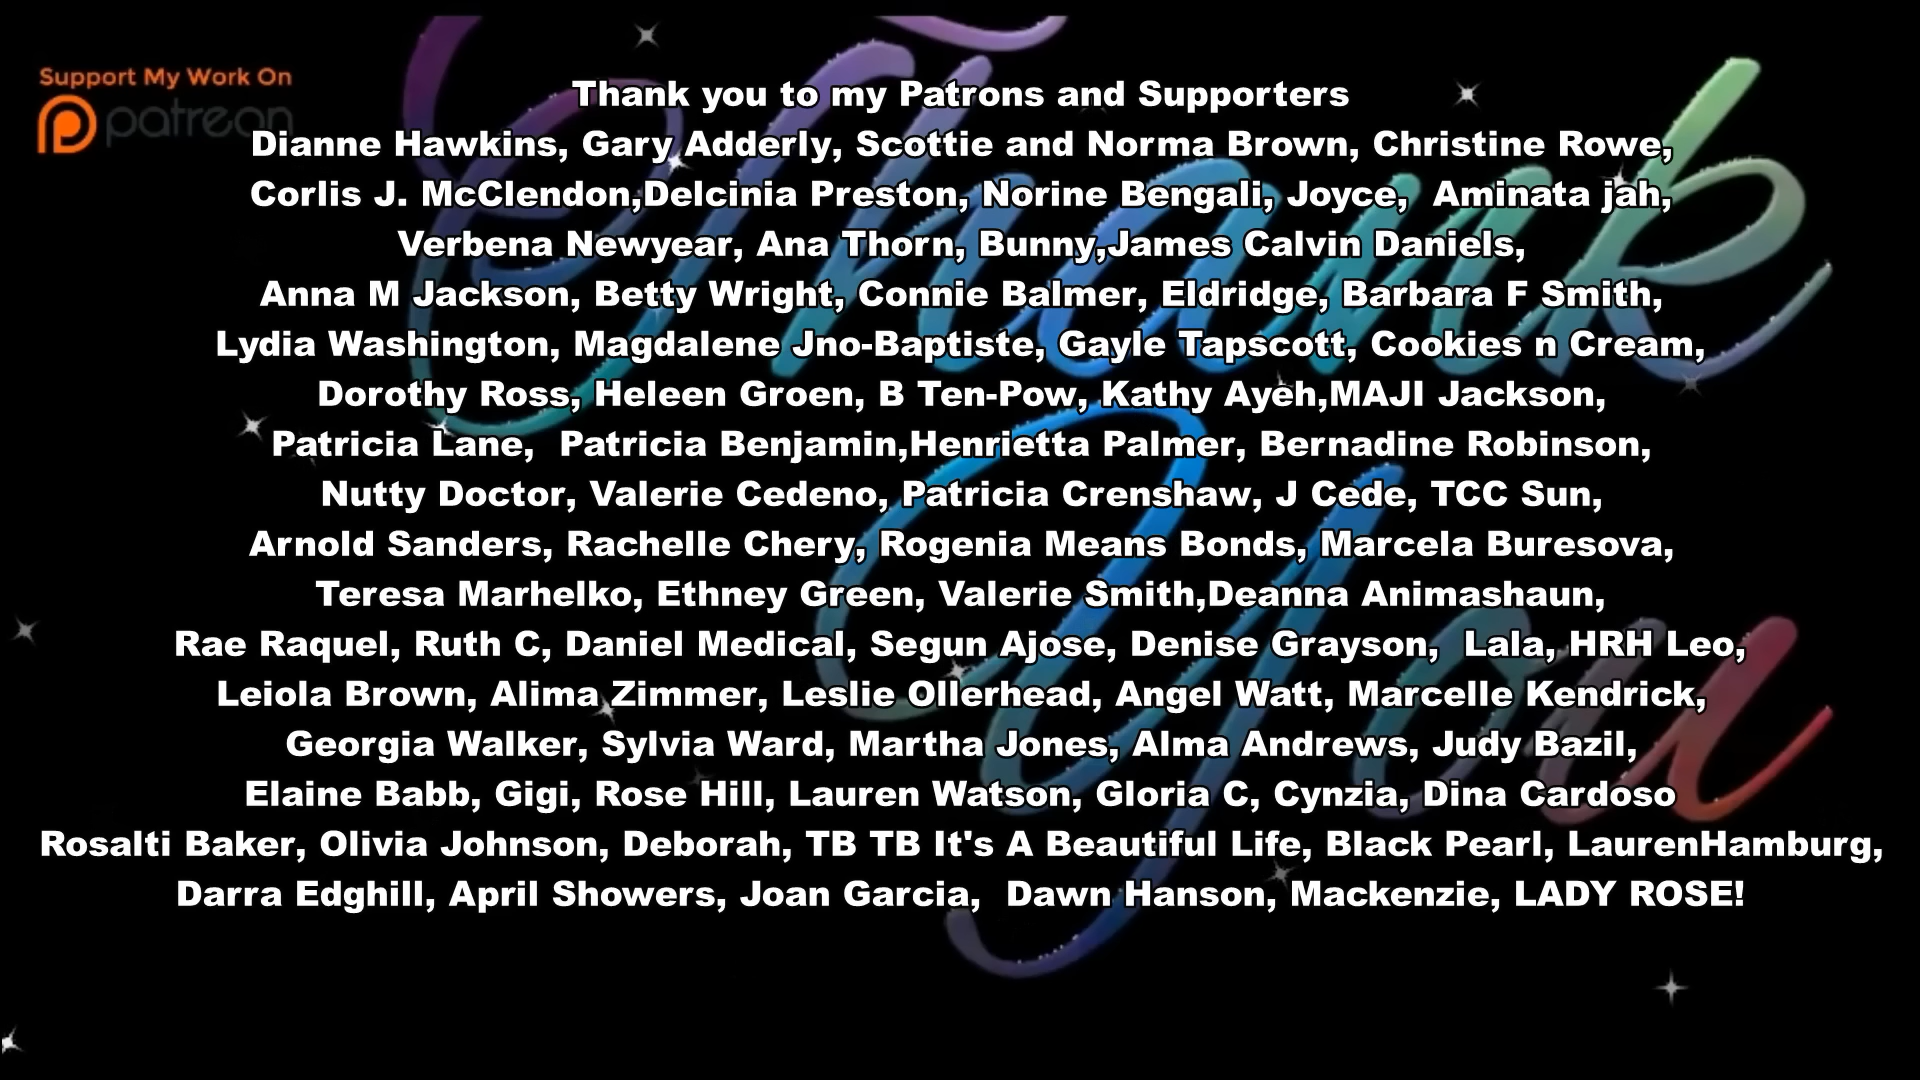 Support My Work On
patreon
Thank You
Thank you to my Patrons and Supporters
Dianne Hawkins, Gary Adderly, Scottie and Norma Brown, Christine Rowe,
Corlis J. McClendon,Delcinia Preston, Norine Bengali, Joyce,  Aminata jah,
Verbena Newyear, Ana Thorn, Bunny,James Calvin Daniels,
Anna M Jackson, Betty Wright, Connie Balmer, Eldridge, Barbara F Smith,
Lydia Washington, Magdalene Jno-Baptiste, Gayle Tapscott, Cookies n Cream,
Dorothy Ross, Heleen Groen, B Ten-Pow, Kathy Ayeh,MAJI Jackson,
Patricia Lane,  Patricia Benjamin,Henrietta Palmer, Bernadine Robinson,
Nutty Doctor, Valerie Cedeno, Patricia Crenshaw, J Cede, TCC Sun,
Arnold Sanders, Rachelle Chery, Rogenia Means Bonds, Marcela Buresova,
Teresa Marhelko, Ethney Green, Valerie Smith,Deanna Animashaun,
Rae Raquel, Ruth C, Daniel Medical, Segun Ajose, Denise Grayson,  Lala, HRH Leo,
Leiola Brown, Alima Zimmer, Leslie Ollerhead, Angel Watt, Marcelle Kendrick,
Georgia Walker, Sylvia Ward, Martha Jones, Alma Andrews, Judy Bazil,
Elaine Babb, Gigi, Rose Hill, Lauren Watson, Gloria C, Cynzia, Dina Cardoso
Rosalti Baker, Olivia Johnson, Deborah, TB TB It's A Beautiful Life, Black Pearl, LaurenHamburg,
Darra Edghill, April Showers, Joan Garcia,  Dawn Hanson, Mackenzie, LADY ROSE!